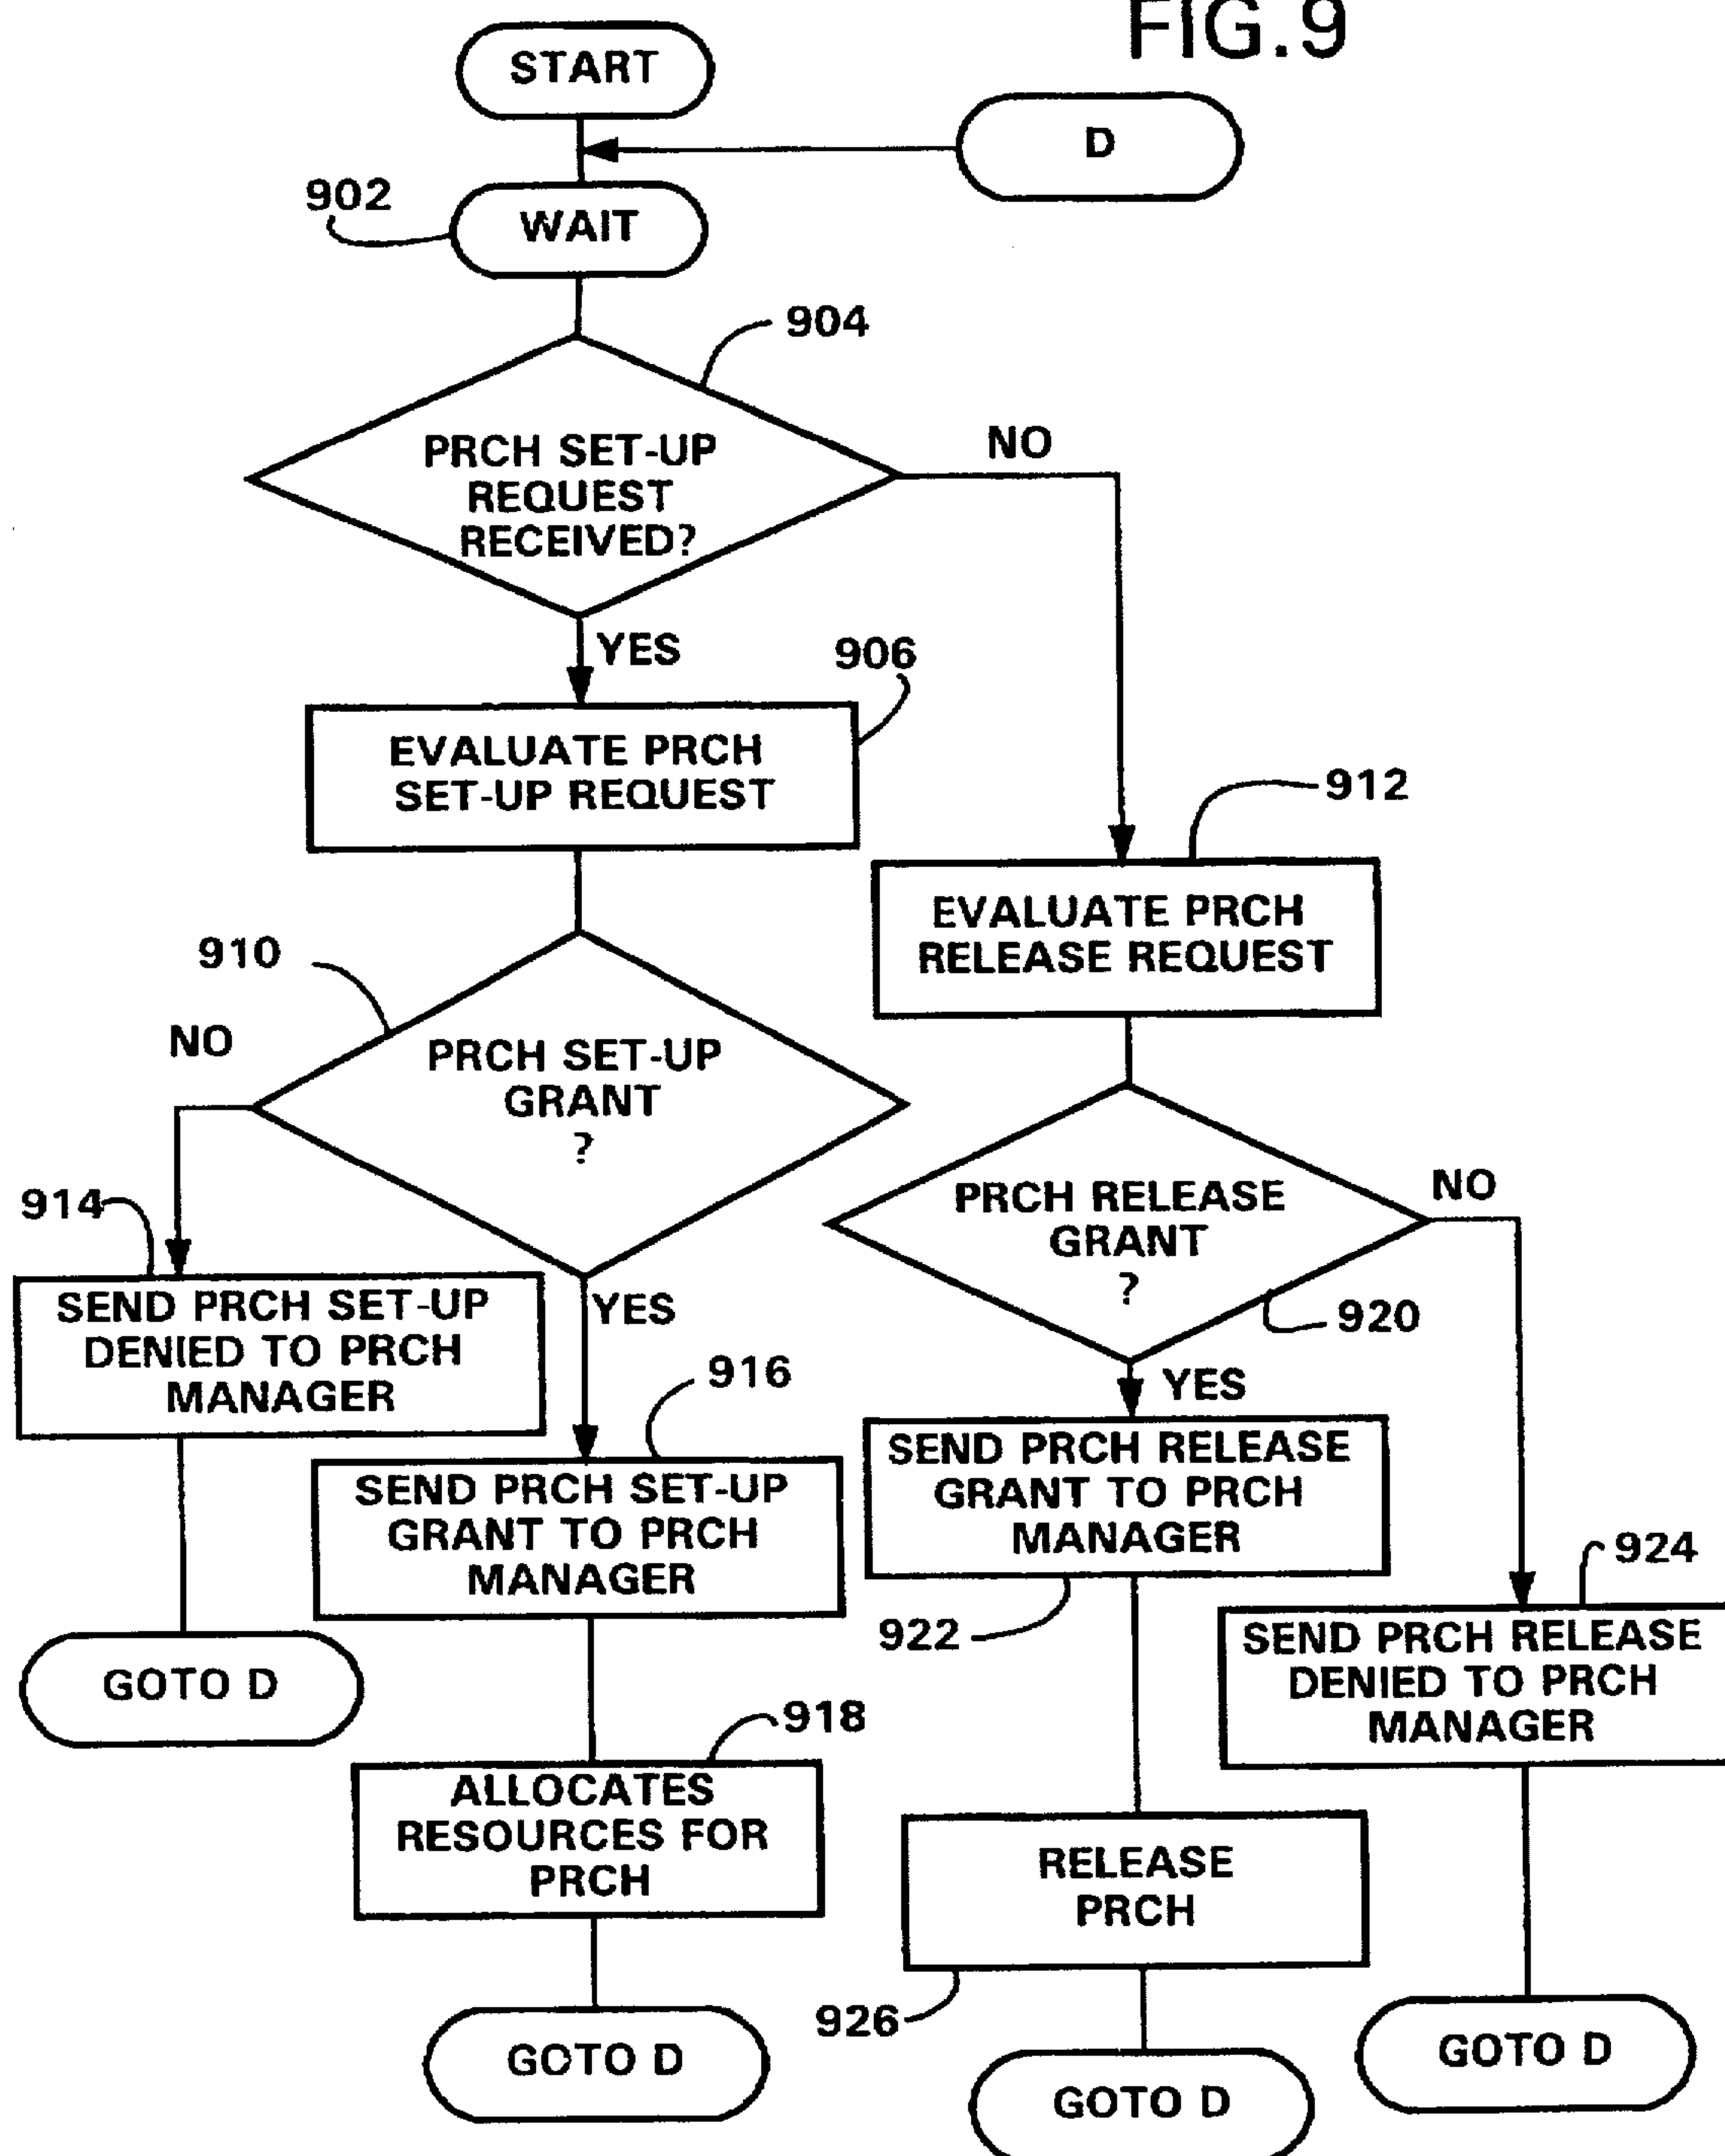 FIG.9
START
D
902
WAIT
904
PRCH SET-UP
REQUEST
RECEIVED?
NO
YES
906
EVALUATE PRCH
SET-UP REQUEST
912
EVALUATE PRCH
RELEASE REQUEST
910
NO
PRCH SET-UP
GRANT
?
914
SEND PRCH SET-UP
DENIED TO PRCH
MANAGER
GOTO D
YES
916
SEND PRCH SET-UP
GRANT TO PRCH
MANAGER
918
ALLOCATES
RESOURCES FOR
PRCH
GOTO D
PRCH RELEASE
GRANT
?
NO
920
YES
SEND PRCH RELEASE
GRANT TO PRCH
MANAGER
922
924
SEND PRCH RELEASE
DENIED TO PRCH
MANAGER
RELEASE
PRCH
926
GOTO D
GOTO D